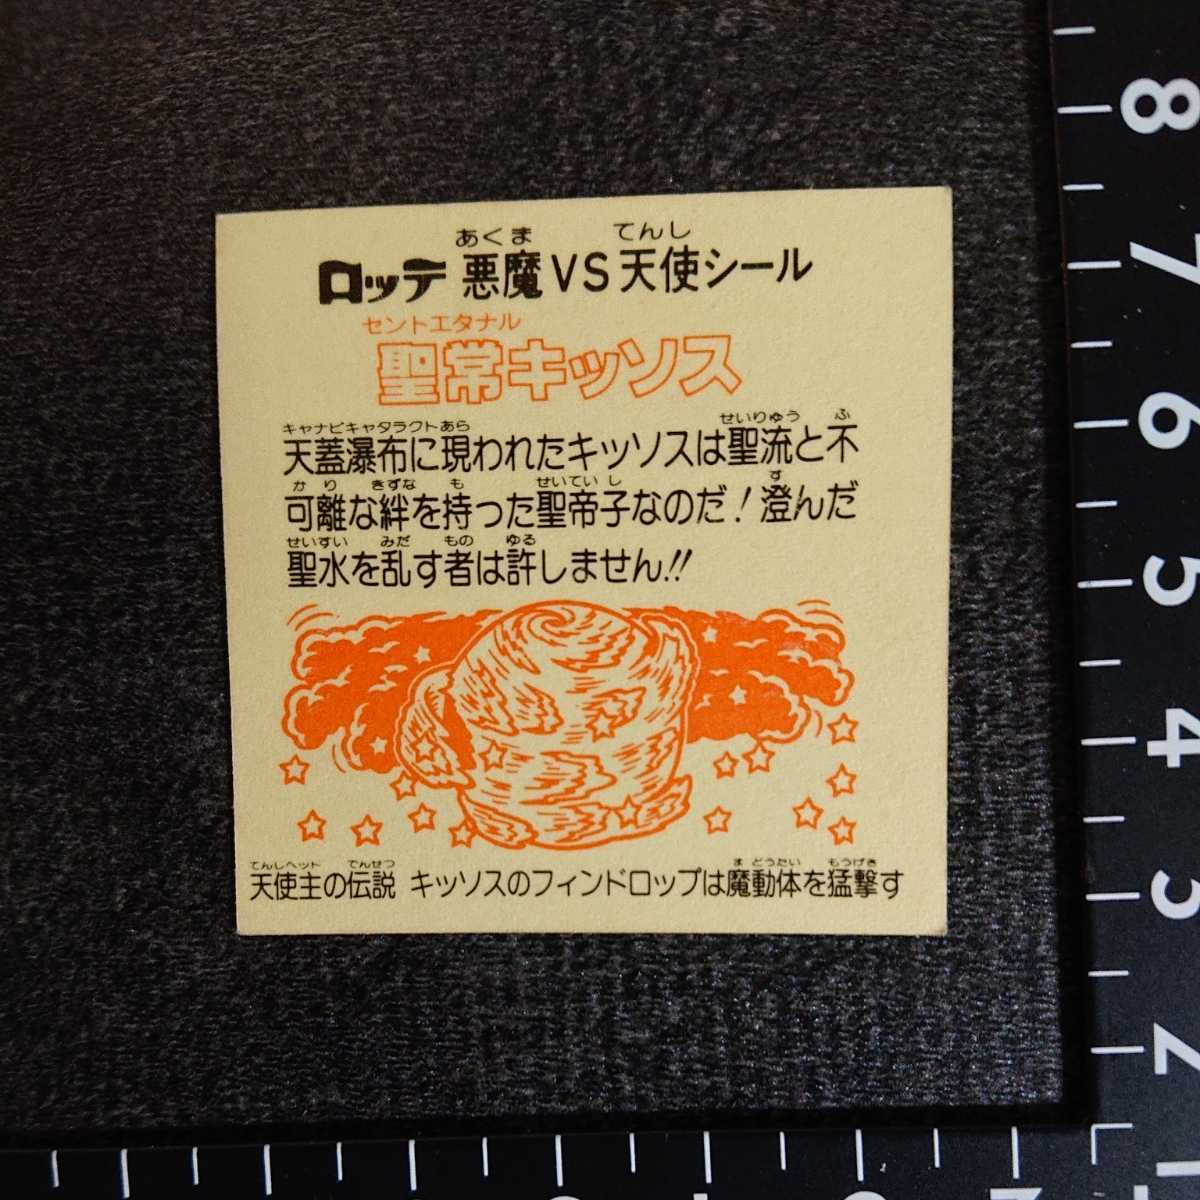 あくま てんし
ロッテ 悪魔VS天使シール
セントエタナル
聖常キッソス
キャナピキャタラクト あら せいりゅう ふ
天蓋瀑布に現われたキッソスは聖流と不
かり きずな も せいていし す
可離な絆を持った聖帝子なのだ!澄んだ
せいすい みだ もの ゆる
聖水を乱す者は許しません!!
てんしヘッド でんせつ まどうたい もうげき
天使主の伝説 キッソスのフィンドロップは魔動体を猛撃す
8
7
6
5
4
3
2
1